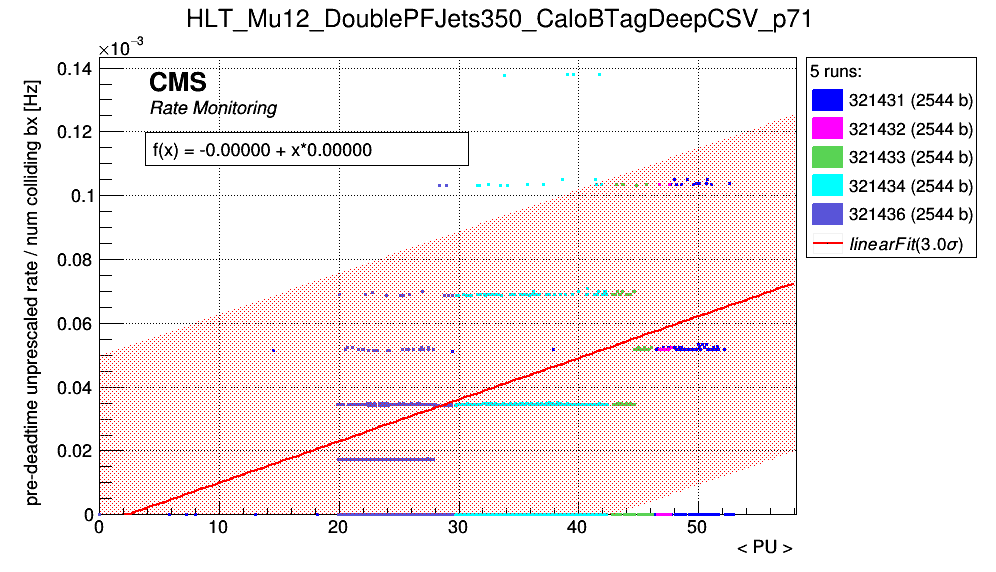 HLT_Mu12_DoublePFJets350_CaloBTagDeepCSV_p71
×10⁻³
pre-deadtime unprescaled rate / num colliding bx [Hz]
0.14
0.12
0.1
0.08
0.06
0.04
0.02
0
CMS
Rate Monitoring
f(x) = -0.00000 + x*0.00000
0 10 20 30 40 50
< PU >
5 runs:
321431 (2544 b)
321432 (2544 b)
321433 (2544 b)
321434 (2544 b)
321436 (2544 b)
linearFit(3.0σ)